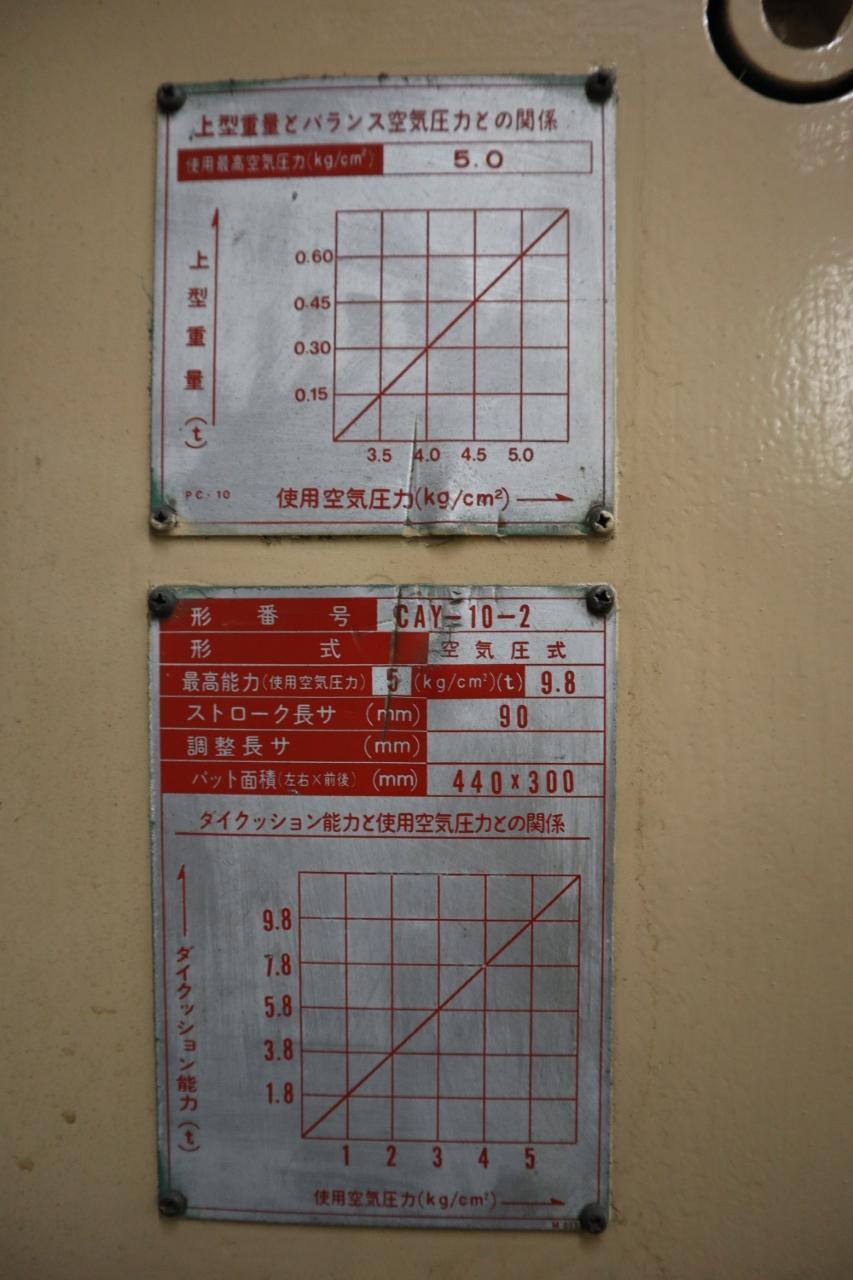 上型重量とバランス空気圧力との関係
使用最高空気圧力(kg/cm²) 5.0
上型重量(t)
0.60
0.45
0.30
0.15
3.5 4.0 4.5 5.0
PC-10 使用空気圧力(kg/cm²)
形番号 CAY-10-2
形式 空気圧式
最高能力(使用空気圧力) 5 (kg/cm²)(t) 9.8
ストローク長サ (mm) 90
調整長サ (mm)
パット面積(左右×前後) (mm) 440×300
ダイクッション能力と使用空気圧力との関係
ダイクッション能力(t)
9.8
7.8
5.8
3.8
1.8
1 2 3 4 5
使用空気圧力(kg/cm²)